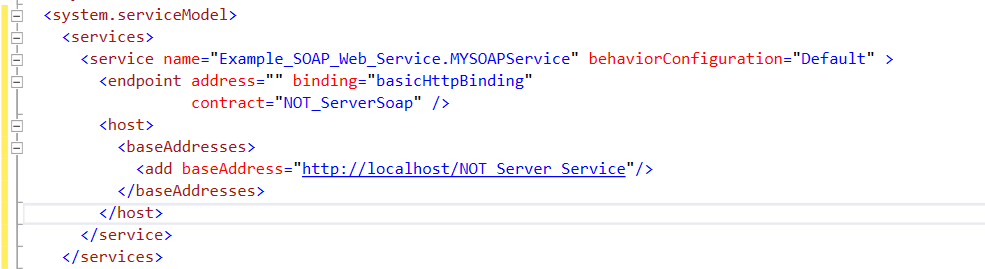 <system.serviceModel>
<services>
<service name="Example_SOAP_Web_Service.MYSOAPService" behaviorConfiguration="Default" >
<endpoint address="" binding="basicHttpBinding"
contract="NOT_ServerSoap" />
<host>
<baseAddresses>
<add baseAddress="http://localhost/NOT_Server_Service"/>
</baseAddresses>
</host>
</service>
</services>